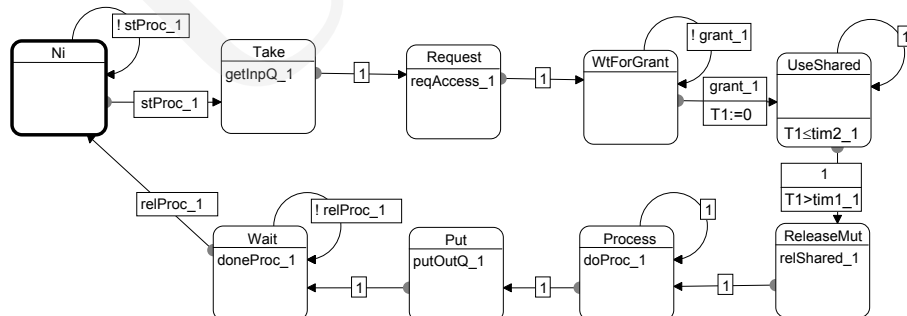 ! stProc_1
Ni
stProc_1
Take
getInpQ_1
1
Request
reqAccess_1
1
! grant_1
WtForGrant
grant_1
T1:=0
1
UseShared
T1≤tim2_1
1
T1>tim1_1
ReleaseMut
relShared_1
1
1
Process
doProc_1
1
Put
putOutQ_1
1
! relProc_1
Wait
doneProc_1
relProc_1